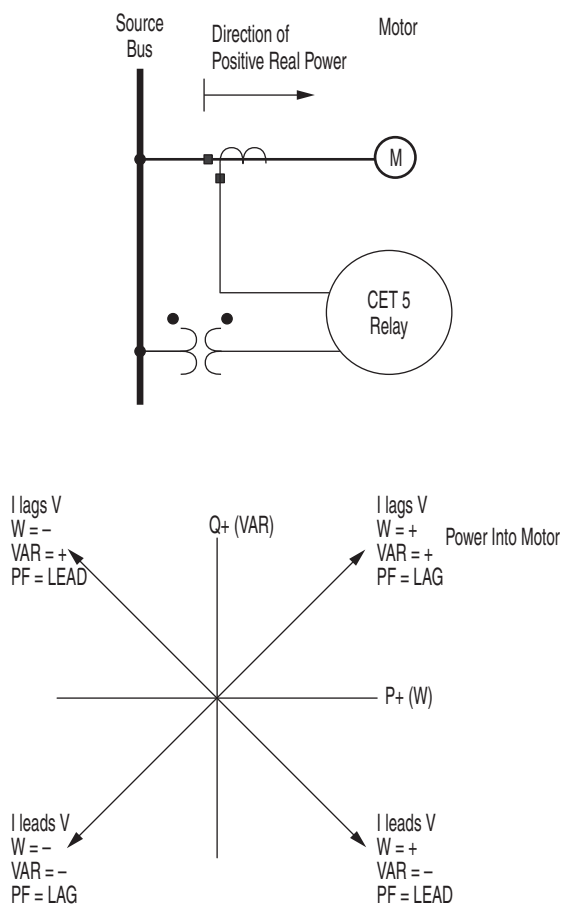 Source
Bus
Direction of
Positive Real Power
Motor
M
CET 5
Relay
I lags V
W = –
VAR = +
PF = LEAD
Q+ (VAR)
I lags V
W = +
VAR = +
PF = LAG
Power Into Motor
P+ (W)
I leads V
W = –
VAR = –
PF = LAG
I leads V
W = +
VAR = –
PF = LEAD